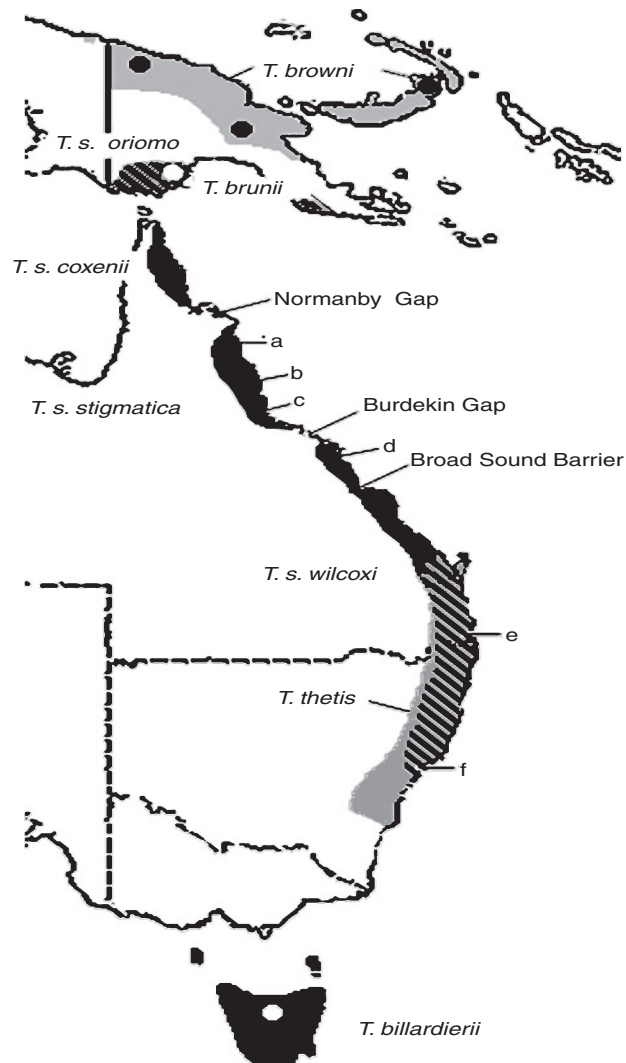 T. browni
T. s. oriomo
T. brunii
T. s. coxenii
Normanby Gap
a
b
T. s. stigmatica
c
Burdekin Gap
d
Broad Sound Barrier
T. s. wilcoxi
e
T. thetis
f
T. billardierii